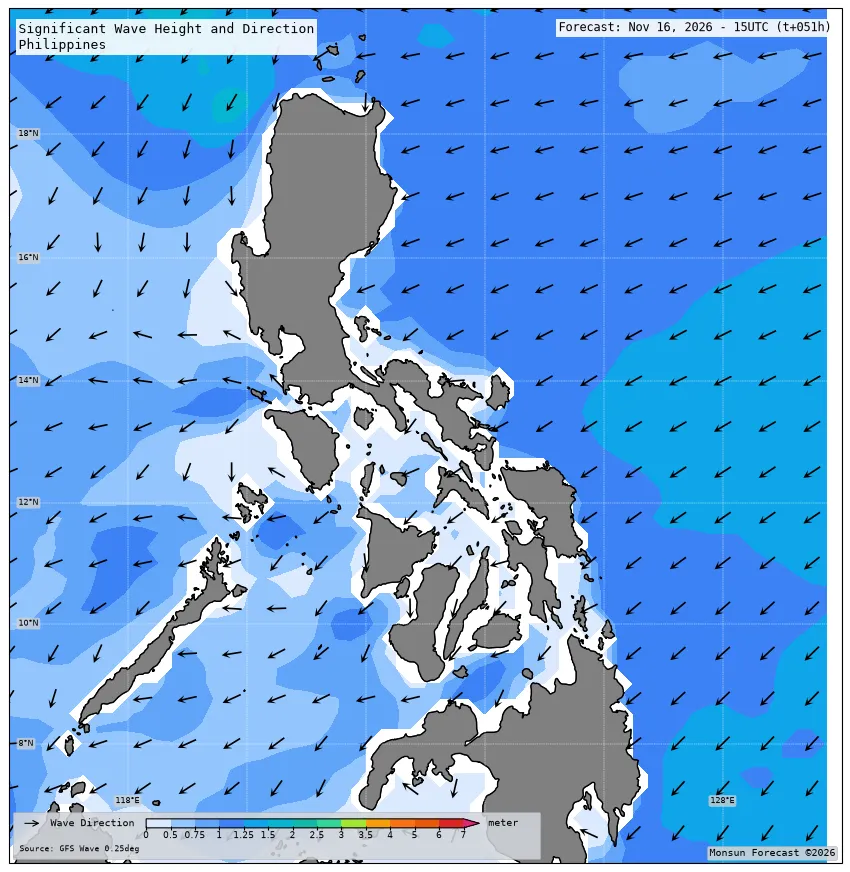 Significant Wave Height and Direction
Philippines
Forecast: Nov 16, 2026 - 15UTC (t+051h)
18°N
16°N
14°N
12°N
10°N
8°N
118°E
128°E
Wave Direction
0 0.5 0.75 1 1.25 1.5 2 2.5 3 3.5 4 5 6 7
meter
Source: GFS Wave 0.25deg
Monsun Forecast ©2026